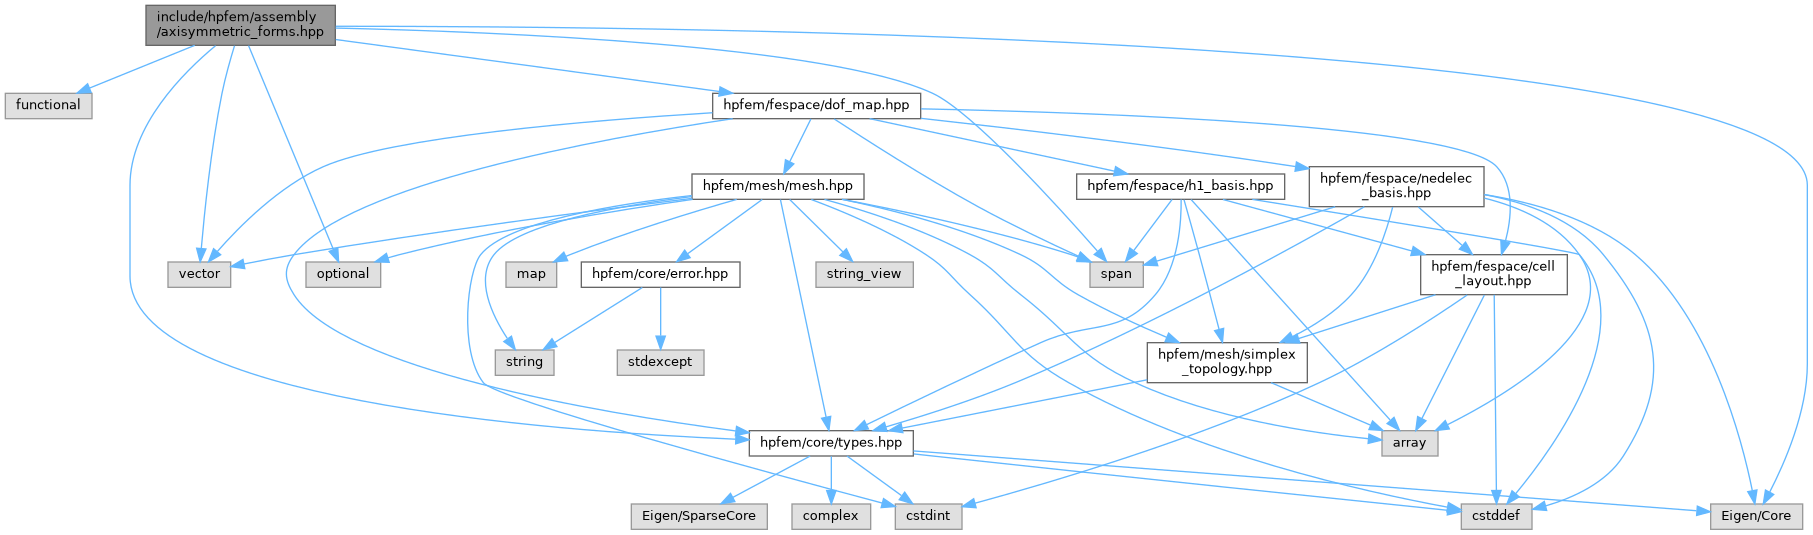 include/hpfem/assembly
/axisymmetric_forms.hpp
functional
hpfem/fespace/dof_map.hpp
hpfem/mesh/mesh.hpp
hpfem/fespace/h1_basis.hpp
hpfem/fespace/nedelec
_basis.hpp
vector
optional
map
hpfem/core/error.hpp
string_view
span
hpfem/fespace/cell
_layout.hpp
string
stdexcept
hpfem/mesh/simplex
_topology.hpp
hpfem/core/types.hpp
array
Eigen/SparseCore
complex
cstdint
cstddef
Eigen/Core